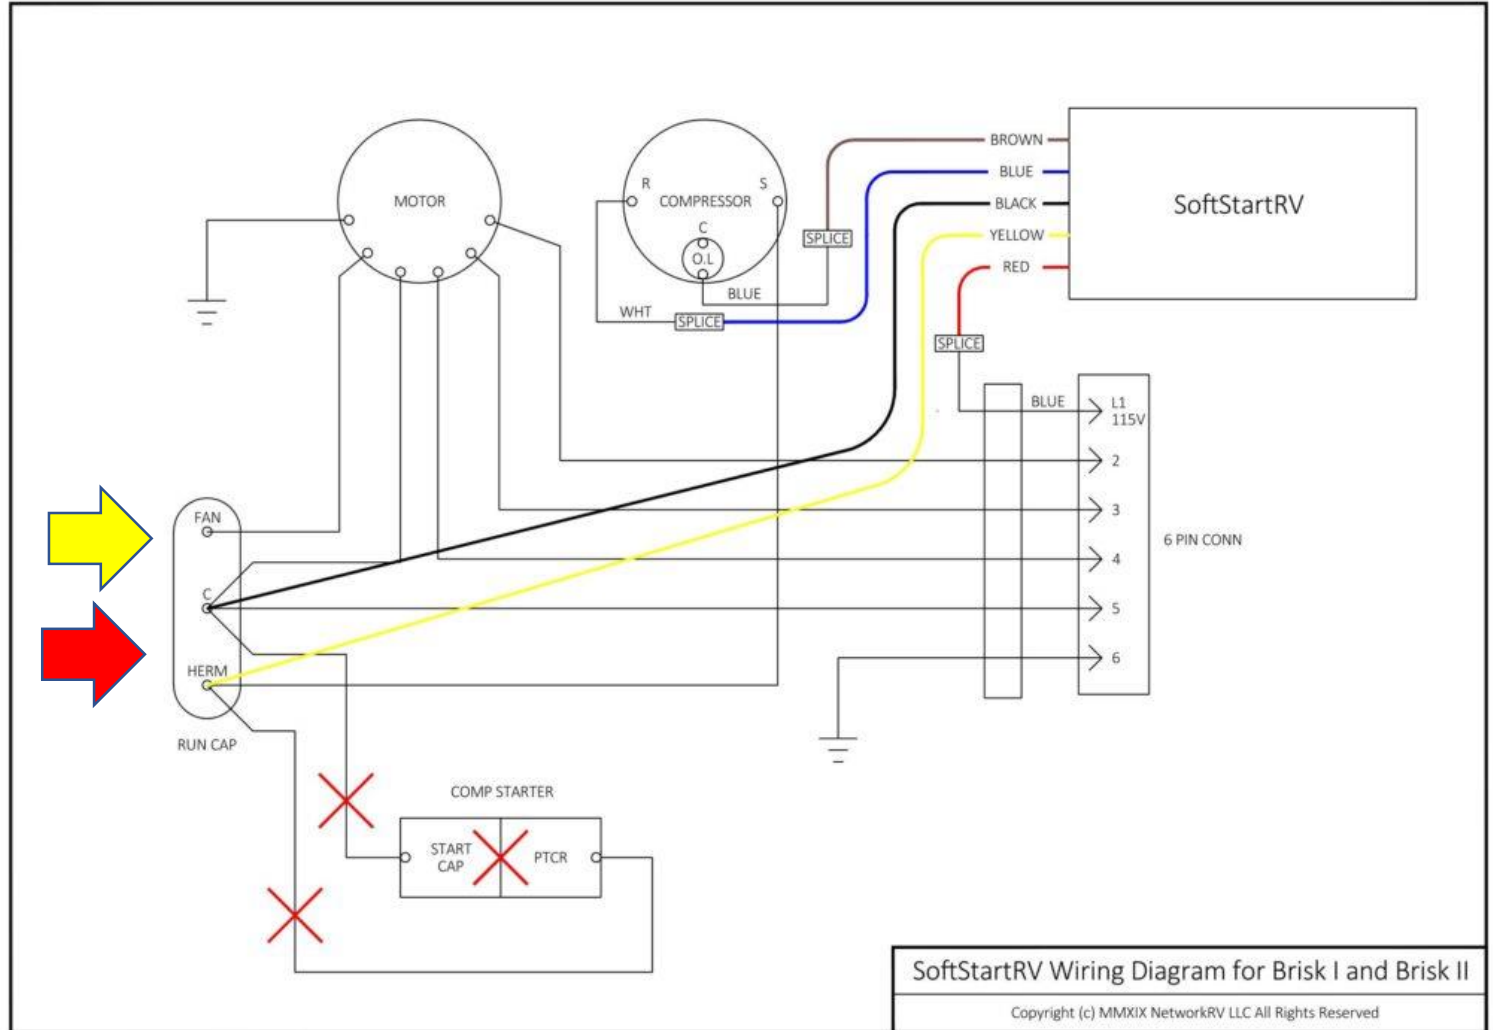 BROWN
BLUE
BLACK
YELLOW
RED
SoftStartRV
MOTOR
R
S
COMPRESSOR
C
O.L
SPLICE
BLUE
WHT
SPLICE
SPLICE
BLUE
L1
115V
2
3
4
5
6
6 PIN CONN
FAN
C
HERM
RUN CAP
COMP STARTER
START
CAP
PTCR
SoftStartRV Wiring Diagram for Brisk I and Brisk II
Copyright (c) MMXIX NetworkRV LLC All Rights Reserved